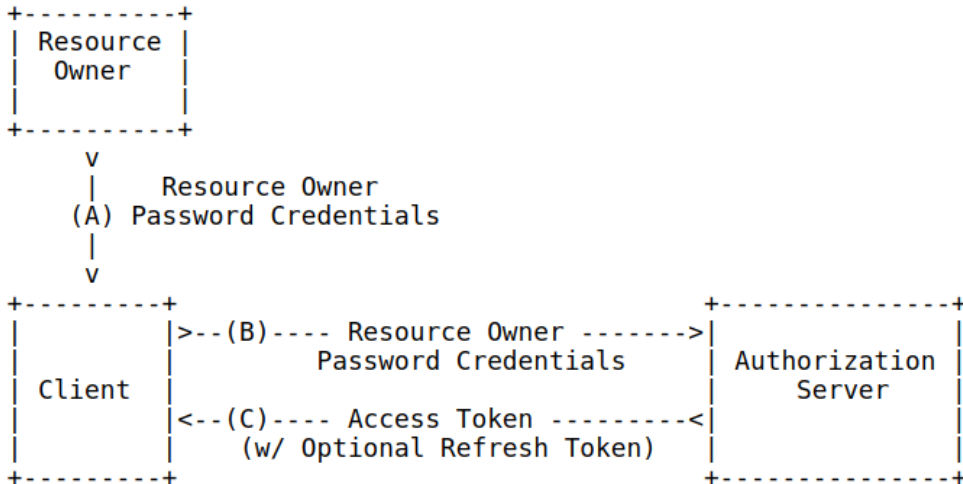 +----------+
| Resource |
|  Owner   |
|          |
+----------+
     v
     |    Resource Owner
    (A) Password Credentials
     |
     v
+---------+                                  +---------------+
|         |>--(B)---- Resource Owner ------->|               |
|         |         Password Credentials     | Authorization |
| Client  |                                  |     Server    |
|         |<--(C)---- Access Token ---------<|               |
|         |    (w/ Optional Refresh Token)   |               |
+---------+                                  +---------------+